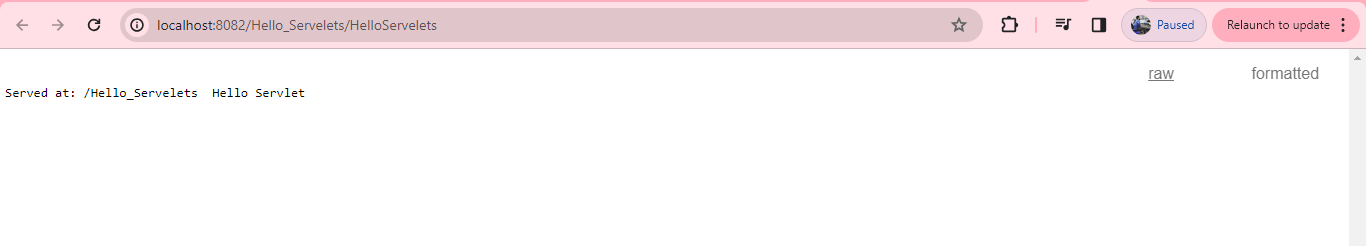 localhost:8082/Hello_Servelets/HelloServelets
Paused
Relaunch to update
raw
formatted
Served at: /Hello_Servelets  Hello Servlet